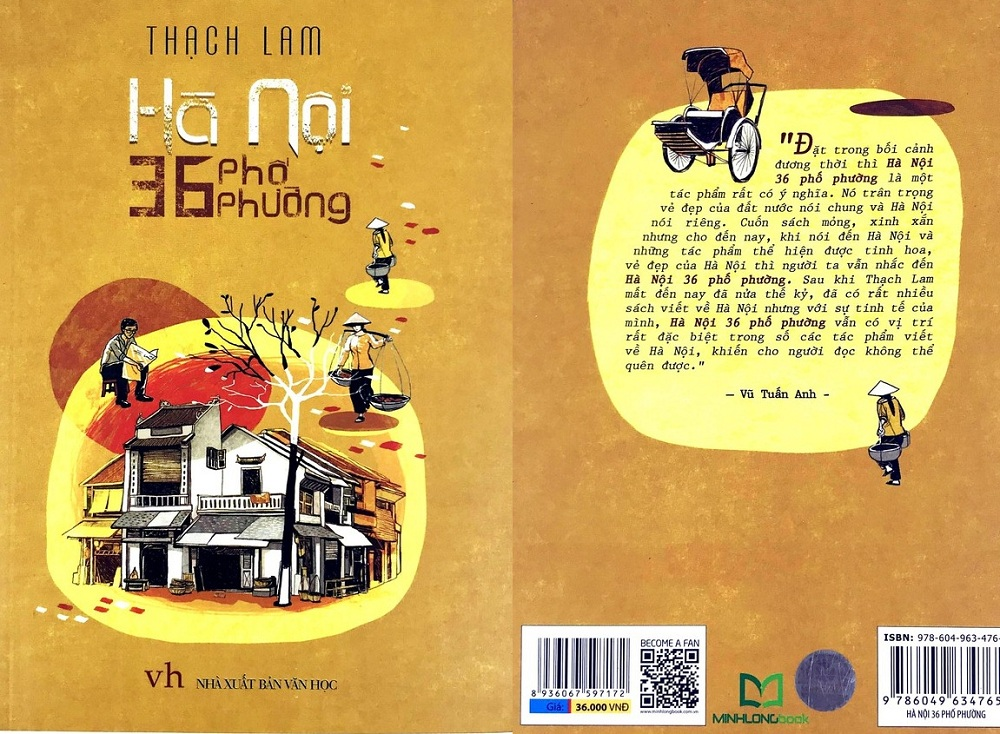 THẠCH LAM
Hà Nội
36 phố
phường
vh NHÀ XUẤT BẢN VĂN HỌC
"Đặt trong bối cảnh
đương thời thì Hà Nội
36 phố phường là một
tác phẩm rất có ý nghĩa. Nó trân trọng
vẻ đẹp của đất nước nói chung và Hà Nội
nói riêng. Cuốn sách mỏng, xinh xắn
nhưng cho đến nay, khi nói đến Hà Nội và
những tác phẩm thể hiện được tinh hoa,
vẻ đẹp của Hà Nội thì người ta vẫn nhắc đến
Hà Nội 36 phố phường. Sau khi Thạch Lam
mất đến nay đã nửa thế kỷ, đã có rất nhiều
sách viết về Hà Nội nhưng với sự tinh tế của
mình, Hà Nội 36 phố phường vẫn có vị trí
rất đặc biệt trong số các tác phẩm viết
về Hà Nội, khiến cho người đọc không thể
quên được."
— Vũ Tuấn Anh -
8 936067 597172
Giá: 36.000 VNĐ
BECOME A FAN
www.minhlongbook.com.vn
MINHLONGbook
ISBN: 978-604-963-476-
9 786049 634765
HÀ NỘI 36 PHỐ PHƯỜNG